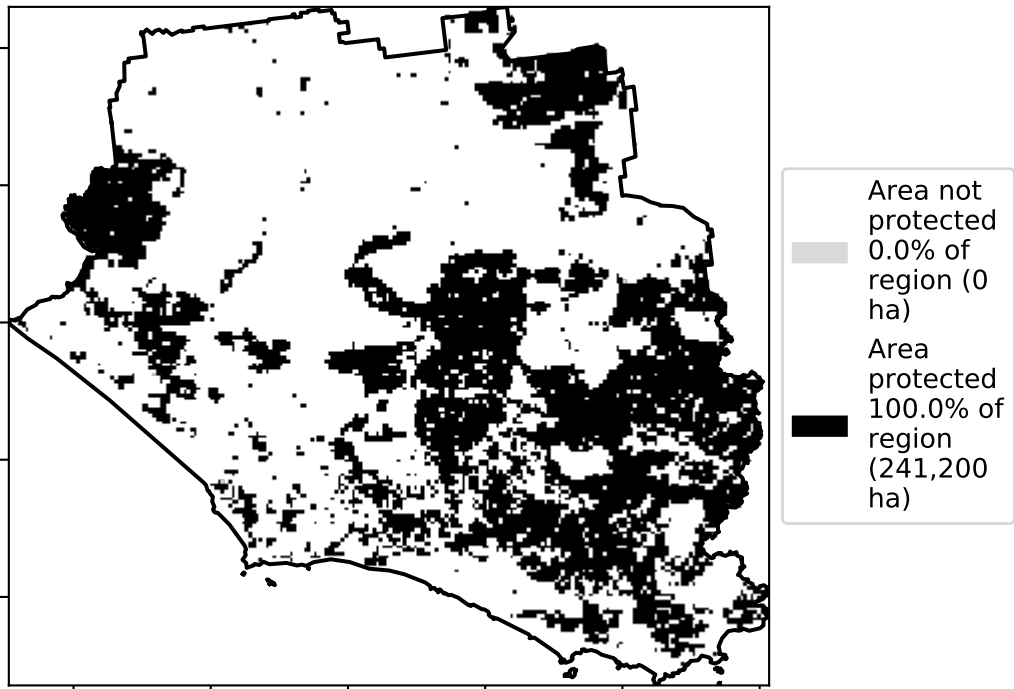 Area not
protected
0.0% of
region (0
ha)
Area
protected
100.0% of
region
(241,200
ha)